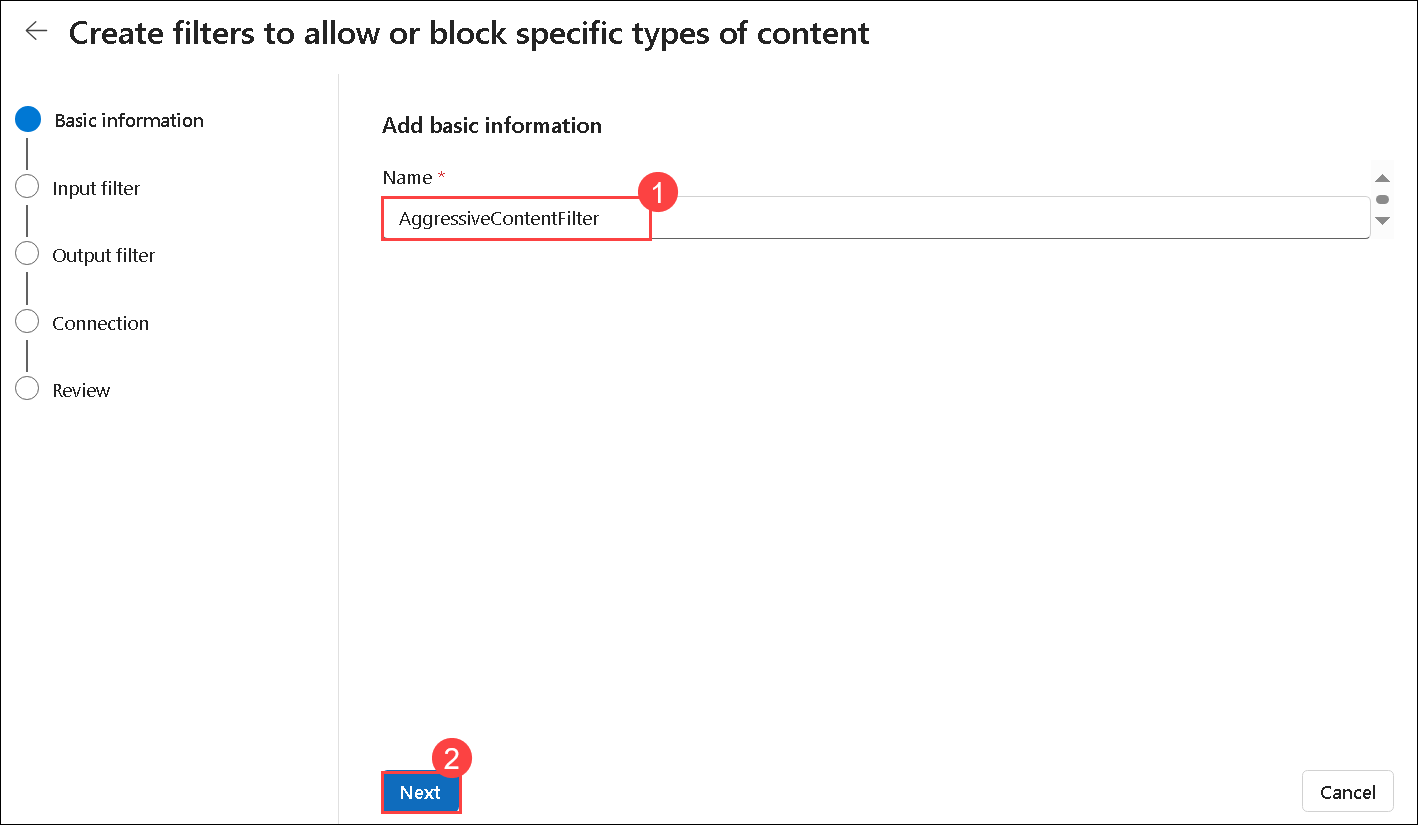 Create filters to allow or block specific types of content
Basic information
Input filter
Output filter
Connection
Review
Add basic information
Name *
1
AggressiveContentFilter
2
Next
Cancel